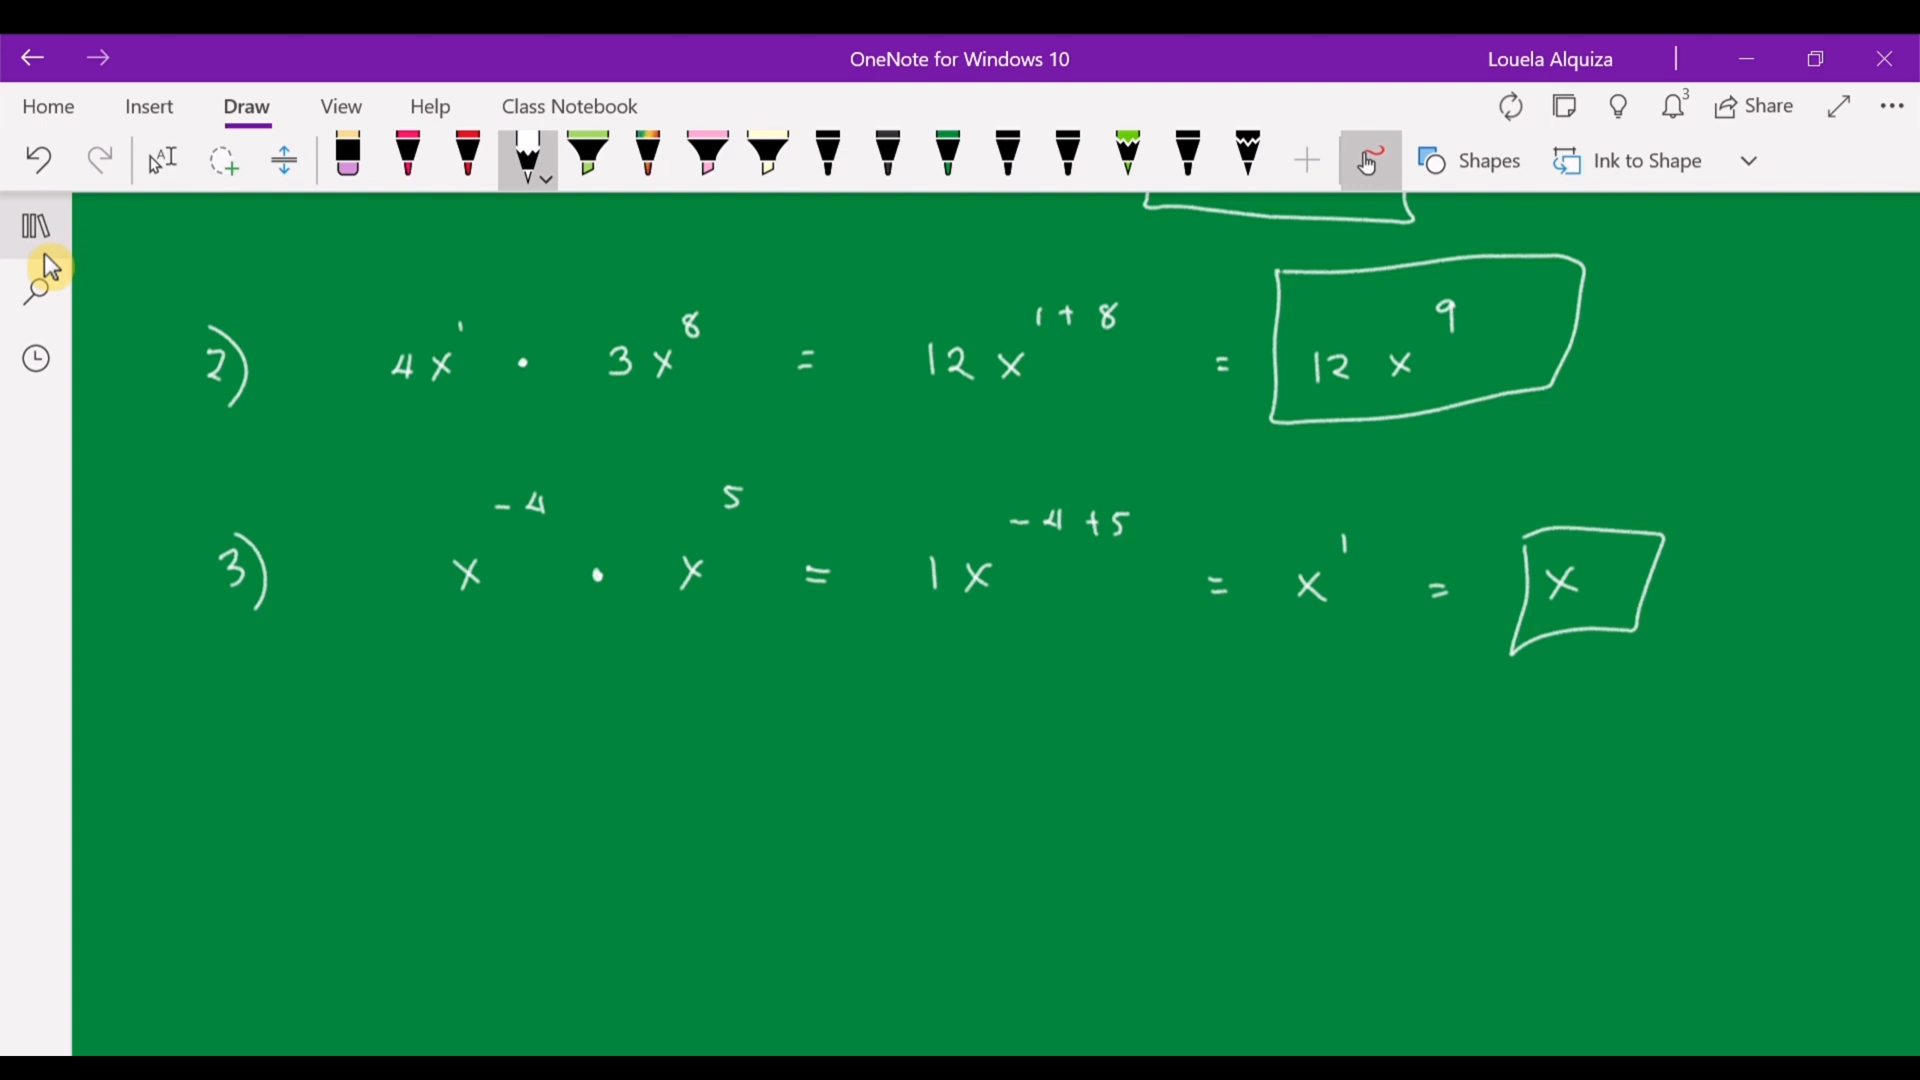 OneNote for Windows 10 Louela Alquiza
Home Insert Draw View Help Class Notebook 3 Share
Shapes Ink to Shape
2) 4x¹ · 3x⁸ = 12x¹⁺⁸ = 12x⁹
3) x⁻⁴ · x⁵ = 1x⁻⁴⁺⁵ = x¹ = x